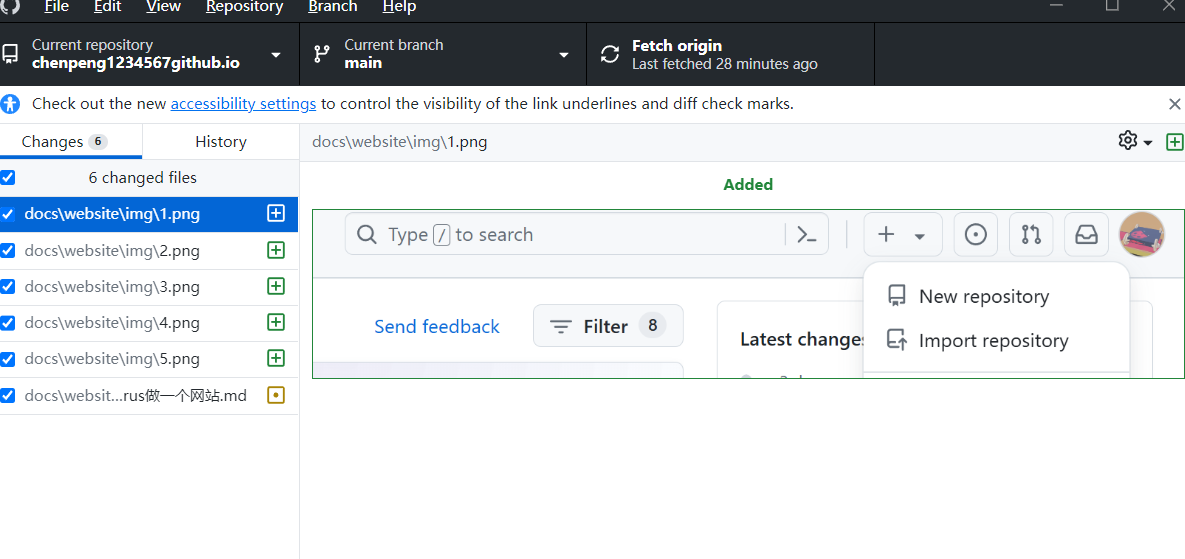 File Edit View Repository Branch Help
Current repository
chenpeng1234567github.io
Current branch
main
Fetch origin
Last fetched 28 minutes ago
Check out the new accessibility settings to control the visibility of the link underlines and diff check marks.
Changes 6
History
docs\website\img\1.png
6 changed files
Added
docs\website\img\1.png
docs\website\img\2.png
docs\website\img\3.png
docs\website\img\4.png
docs\website\img\5.png
docs\websit...rus做一个网站.md
Type / to search
New repository
Import repository
Send feedback
Filter 8
Latest changes